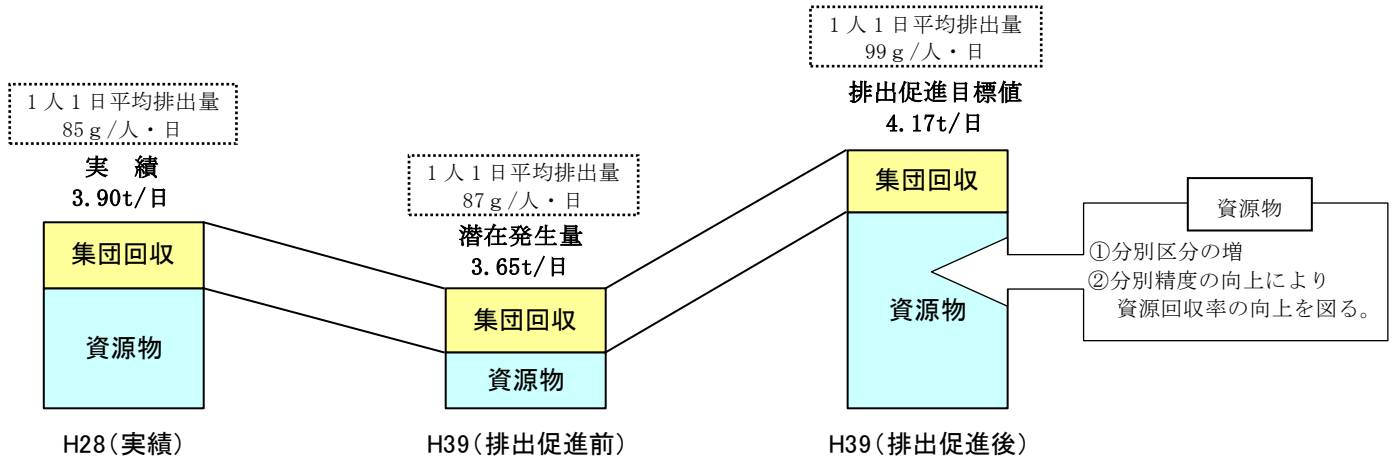 1人1日平均排出量
85g/人・日
実 績
3.90t/日
集団回収
資源物
H28(実績)
1人1日平均排出量
87g/人・日
潜在発生量
3.65t/日
集団回収
資源物
H39(排出促進前)
1人1日平均排出量
99g/人・日
排出促進目標値
4.17t/日
集団回収
資源物
H39(排出促進後)
資源物
①分別区分の増
②分別精度の向上により
資源回収率の向上を図る。